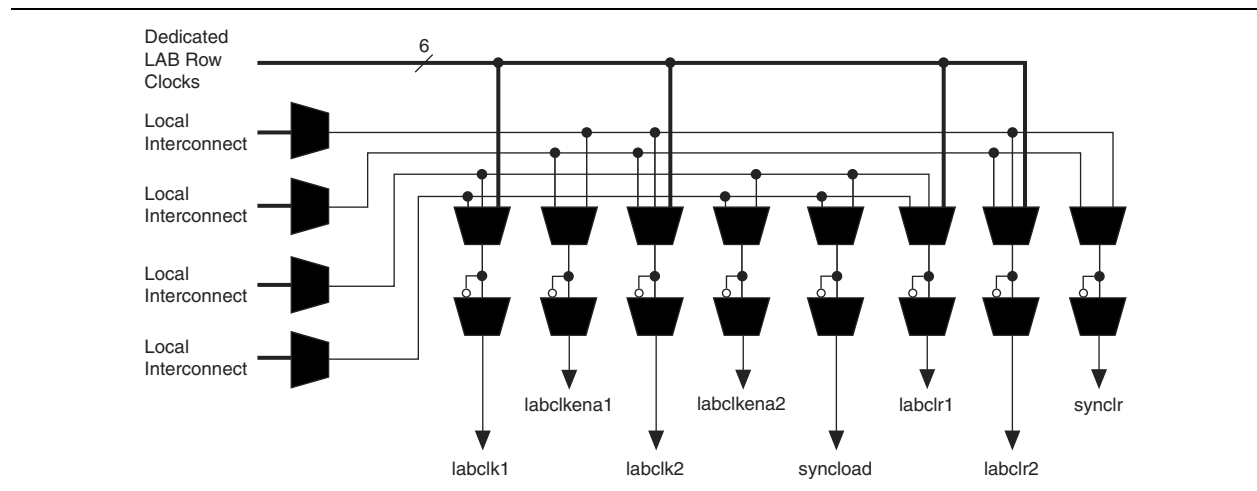 Dedicated
LAB Row
Clocks
6
Local
Interconnect
Local
Interconnect
Local
Interconnect
Local
Interconnect
labclkena1
labclkena2
labclr1
synclr
labclk1
labclk2
syncload
labclr2